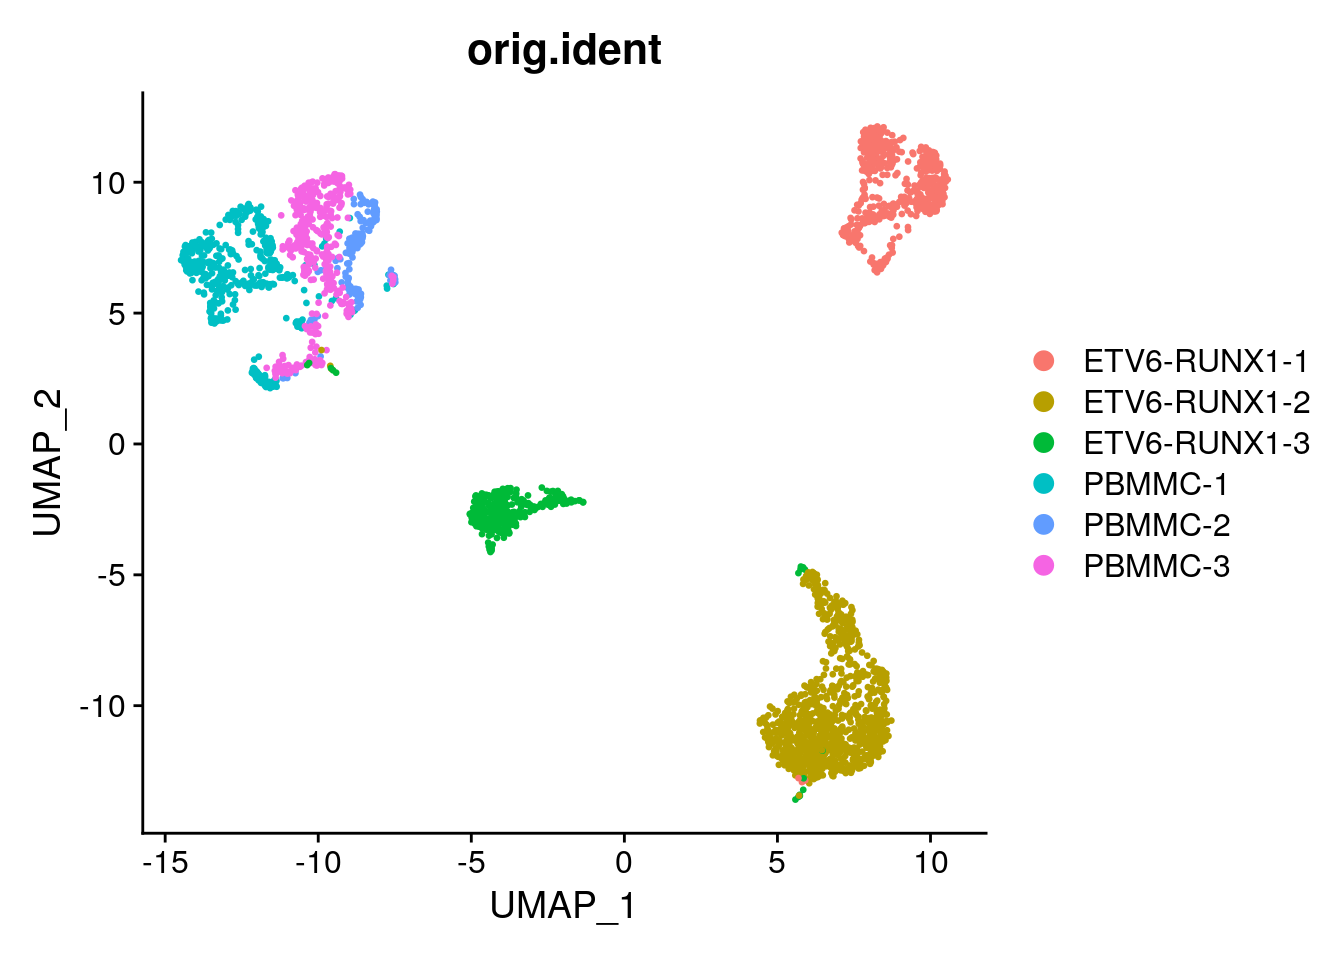 orig.ident
10
5
0
-5
-10
UMAP_2
-15
-10
-5
0
5
10
UMAP_1
ETV6-RUNX1-1
ETV6-RUNX1-2
ETV6-RUNX1-3
PBMMC-1
PBMMC-2
PBMMC-3